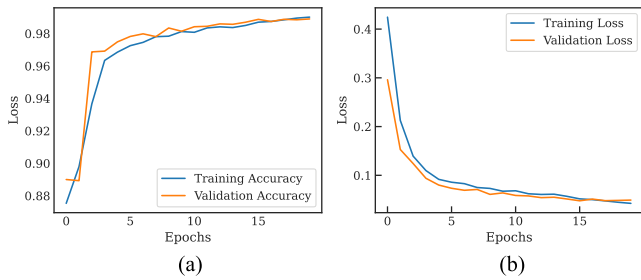 0.98
0.96
0.94
0.92
0.90
0.88
Loss
Training Accuracy
Validation Accuracy
0 5 10 15
Epochs
(a)
0.4
0.3
0.2
0.1
Loss
Training Loss
Validation Loss
0 5 10 15
Epochs
(b)